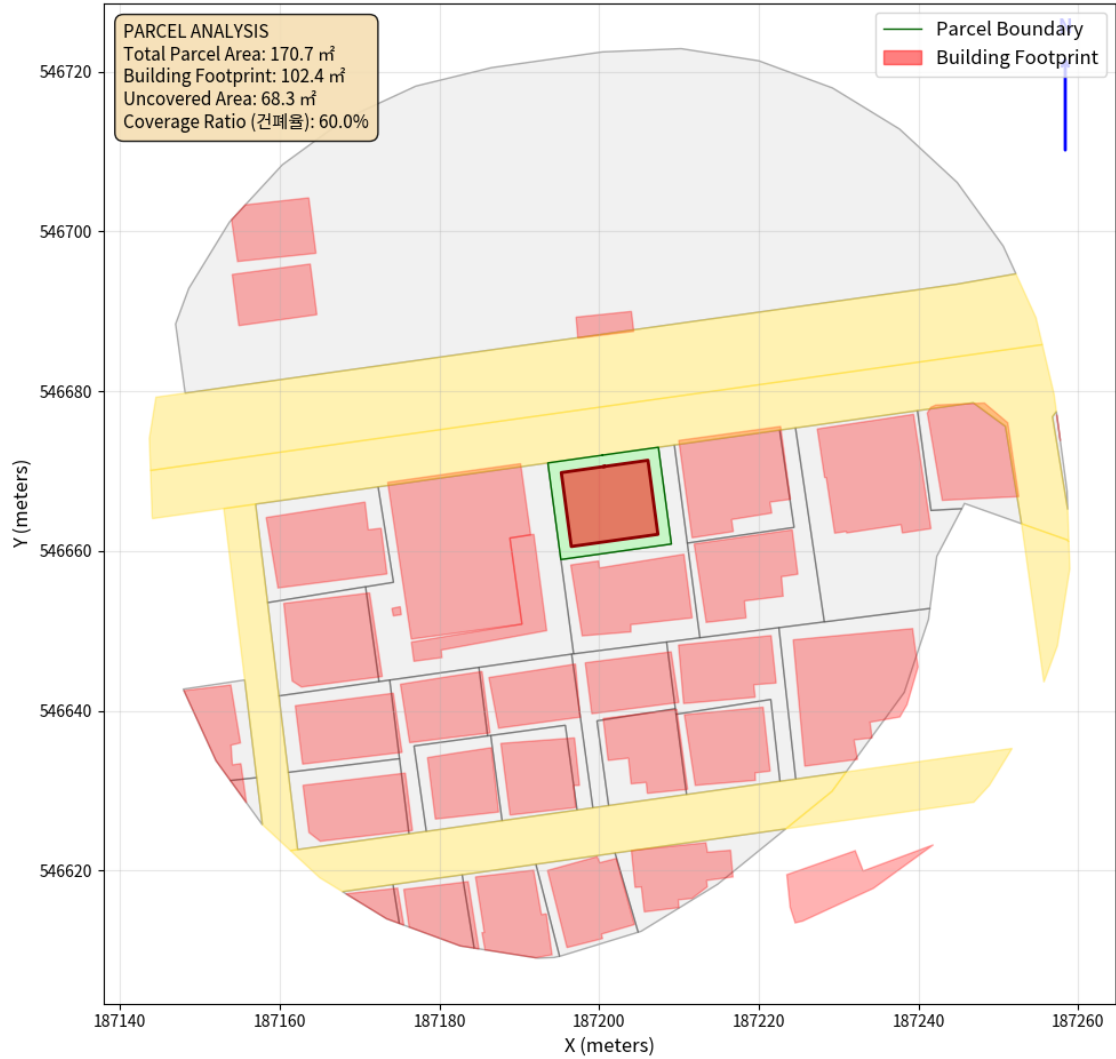 PARCEL ANALYSIS
Total Parcel Area: 170.7 ㎡
Building Footprint: 102.4 ㎡
Uncovered Area: 68.3 ㎡
Coverage Ratio (건폐율): 60.0%
Parcel Boundary
Building Footprint
N
546720
546700
546680
546660
546640
546620
Y (meters)
187140
187160
187180
187200
187220
187240
187260
X (meters)